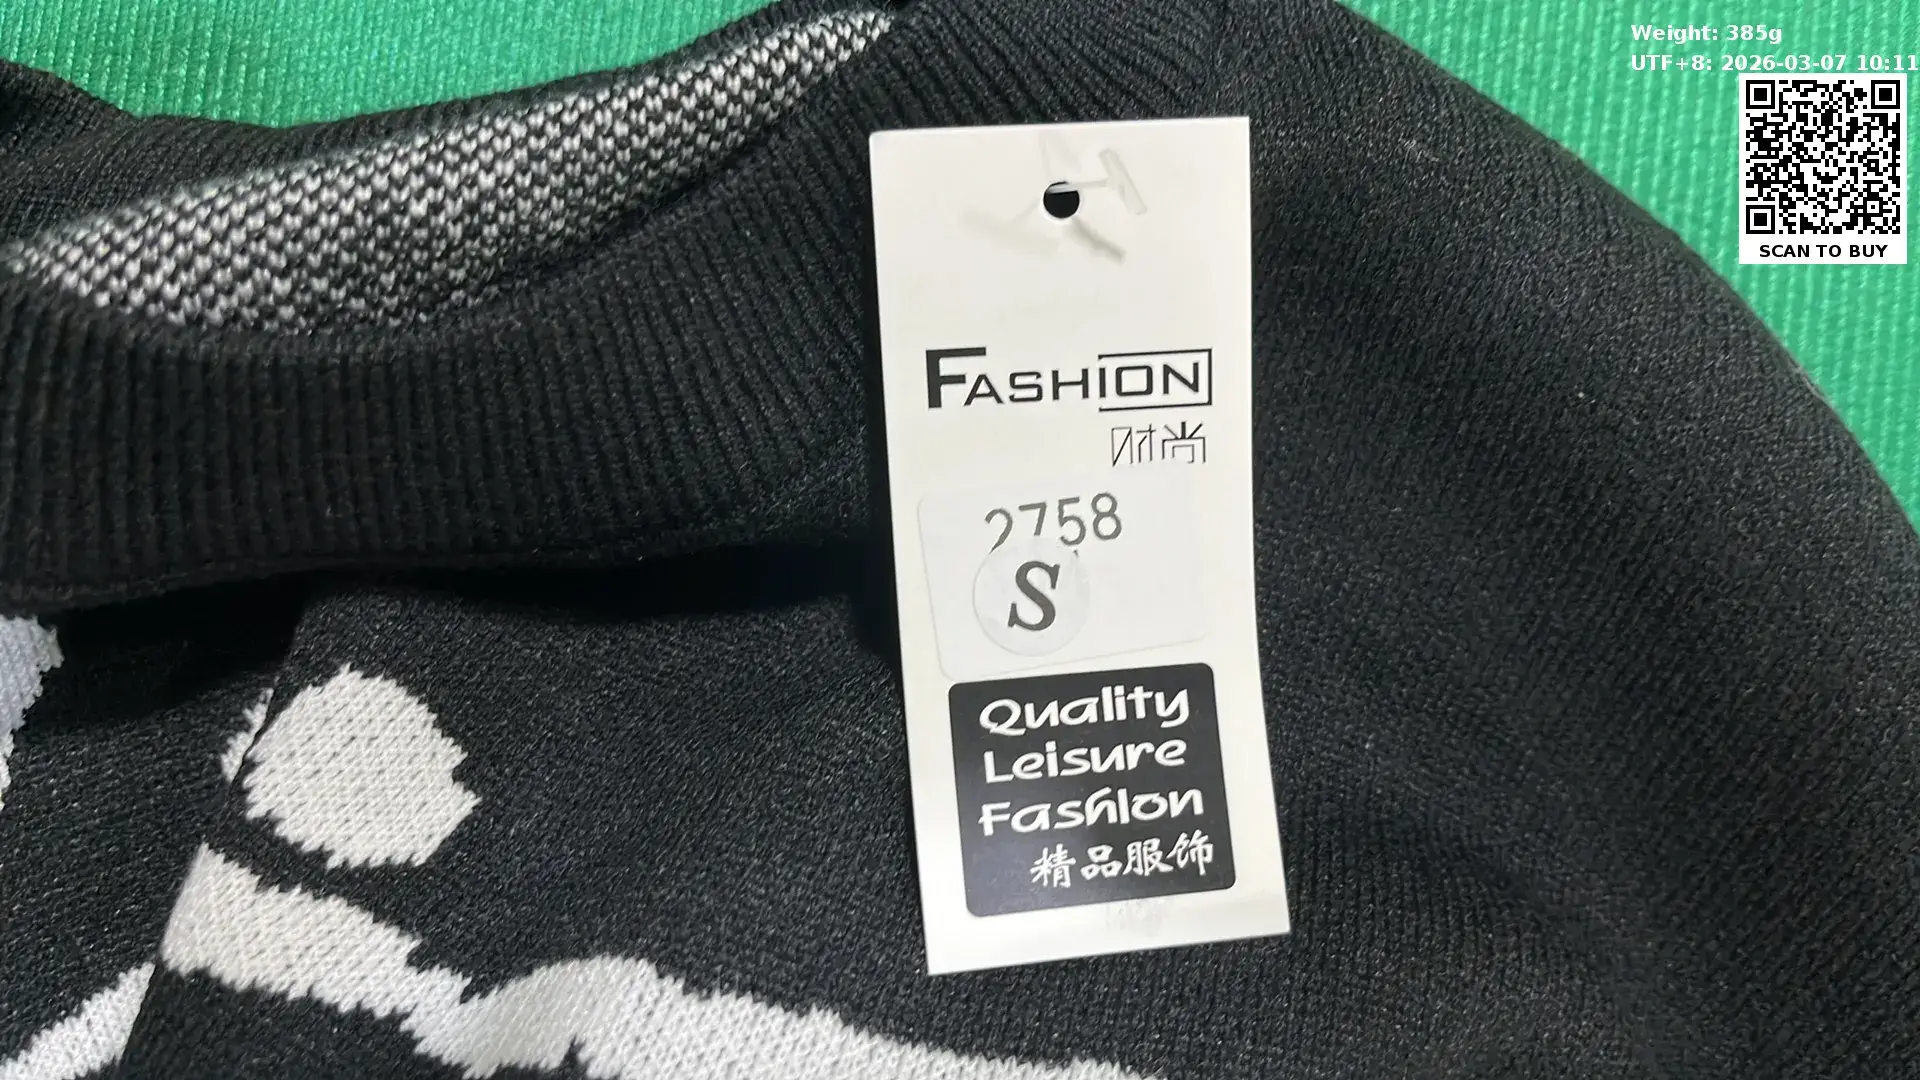 Weight: 385g
UTF+8: 2026-03-07 10:11
SCAN TO BUY
FASHION
时尚
2758
S
Quality
Leisure
Fashion
精品服饰